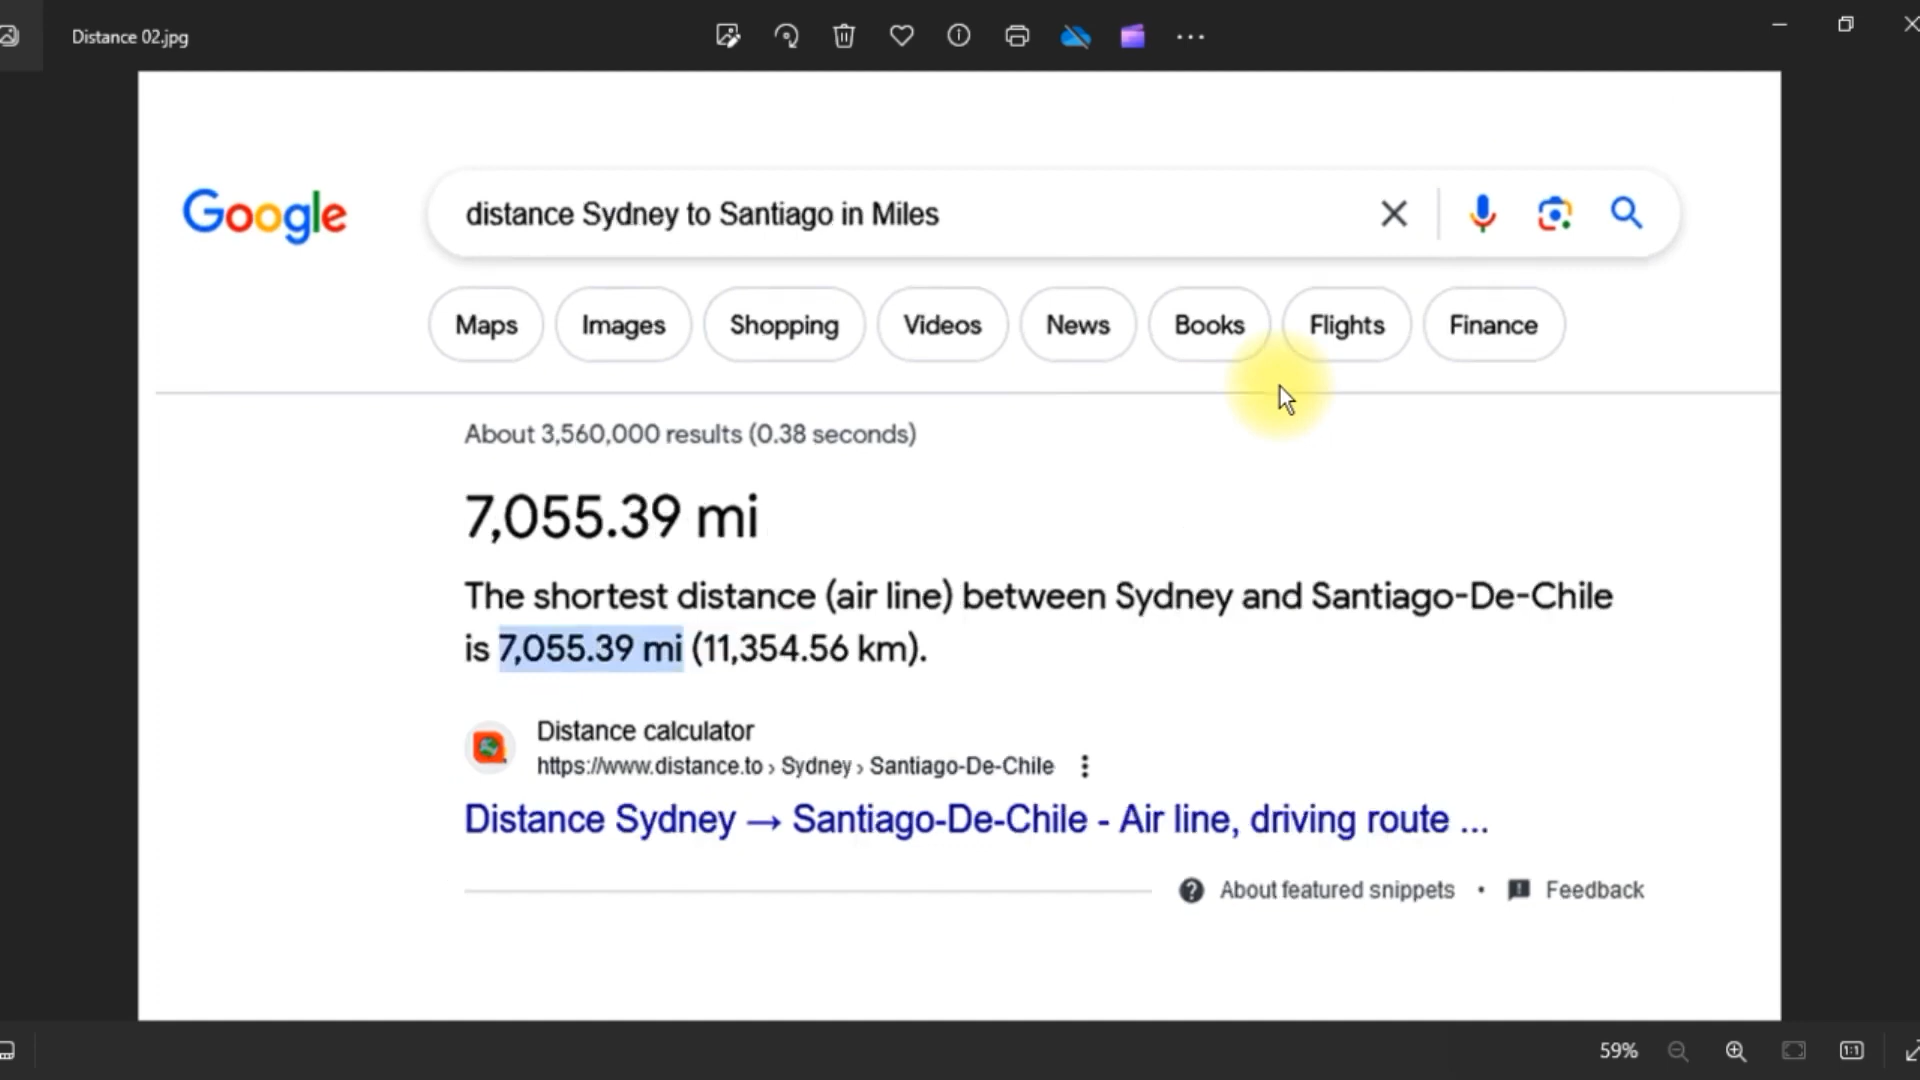 Distance 02.jpg
Google
distance Sydney to Santiago in Miles
Maps
Images
Shopping
Videos
News
Books
Flights
Finance
About 3,560,000 results (0.38 seconds)
7,055.39 mi
The shortest distance (air line) between Sydney and Santiago-De-Chile
is 7,055.39 mi (11,354.56 km).
Distance calculator
https://www.distance.to › Sydney › Santiago-De-Chile
Distance Sydney → Santiago-De-Chile - Air line, driving route ...
About featured snippets • Feedback
59%
1:1